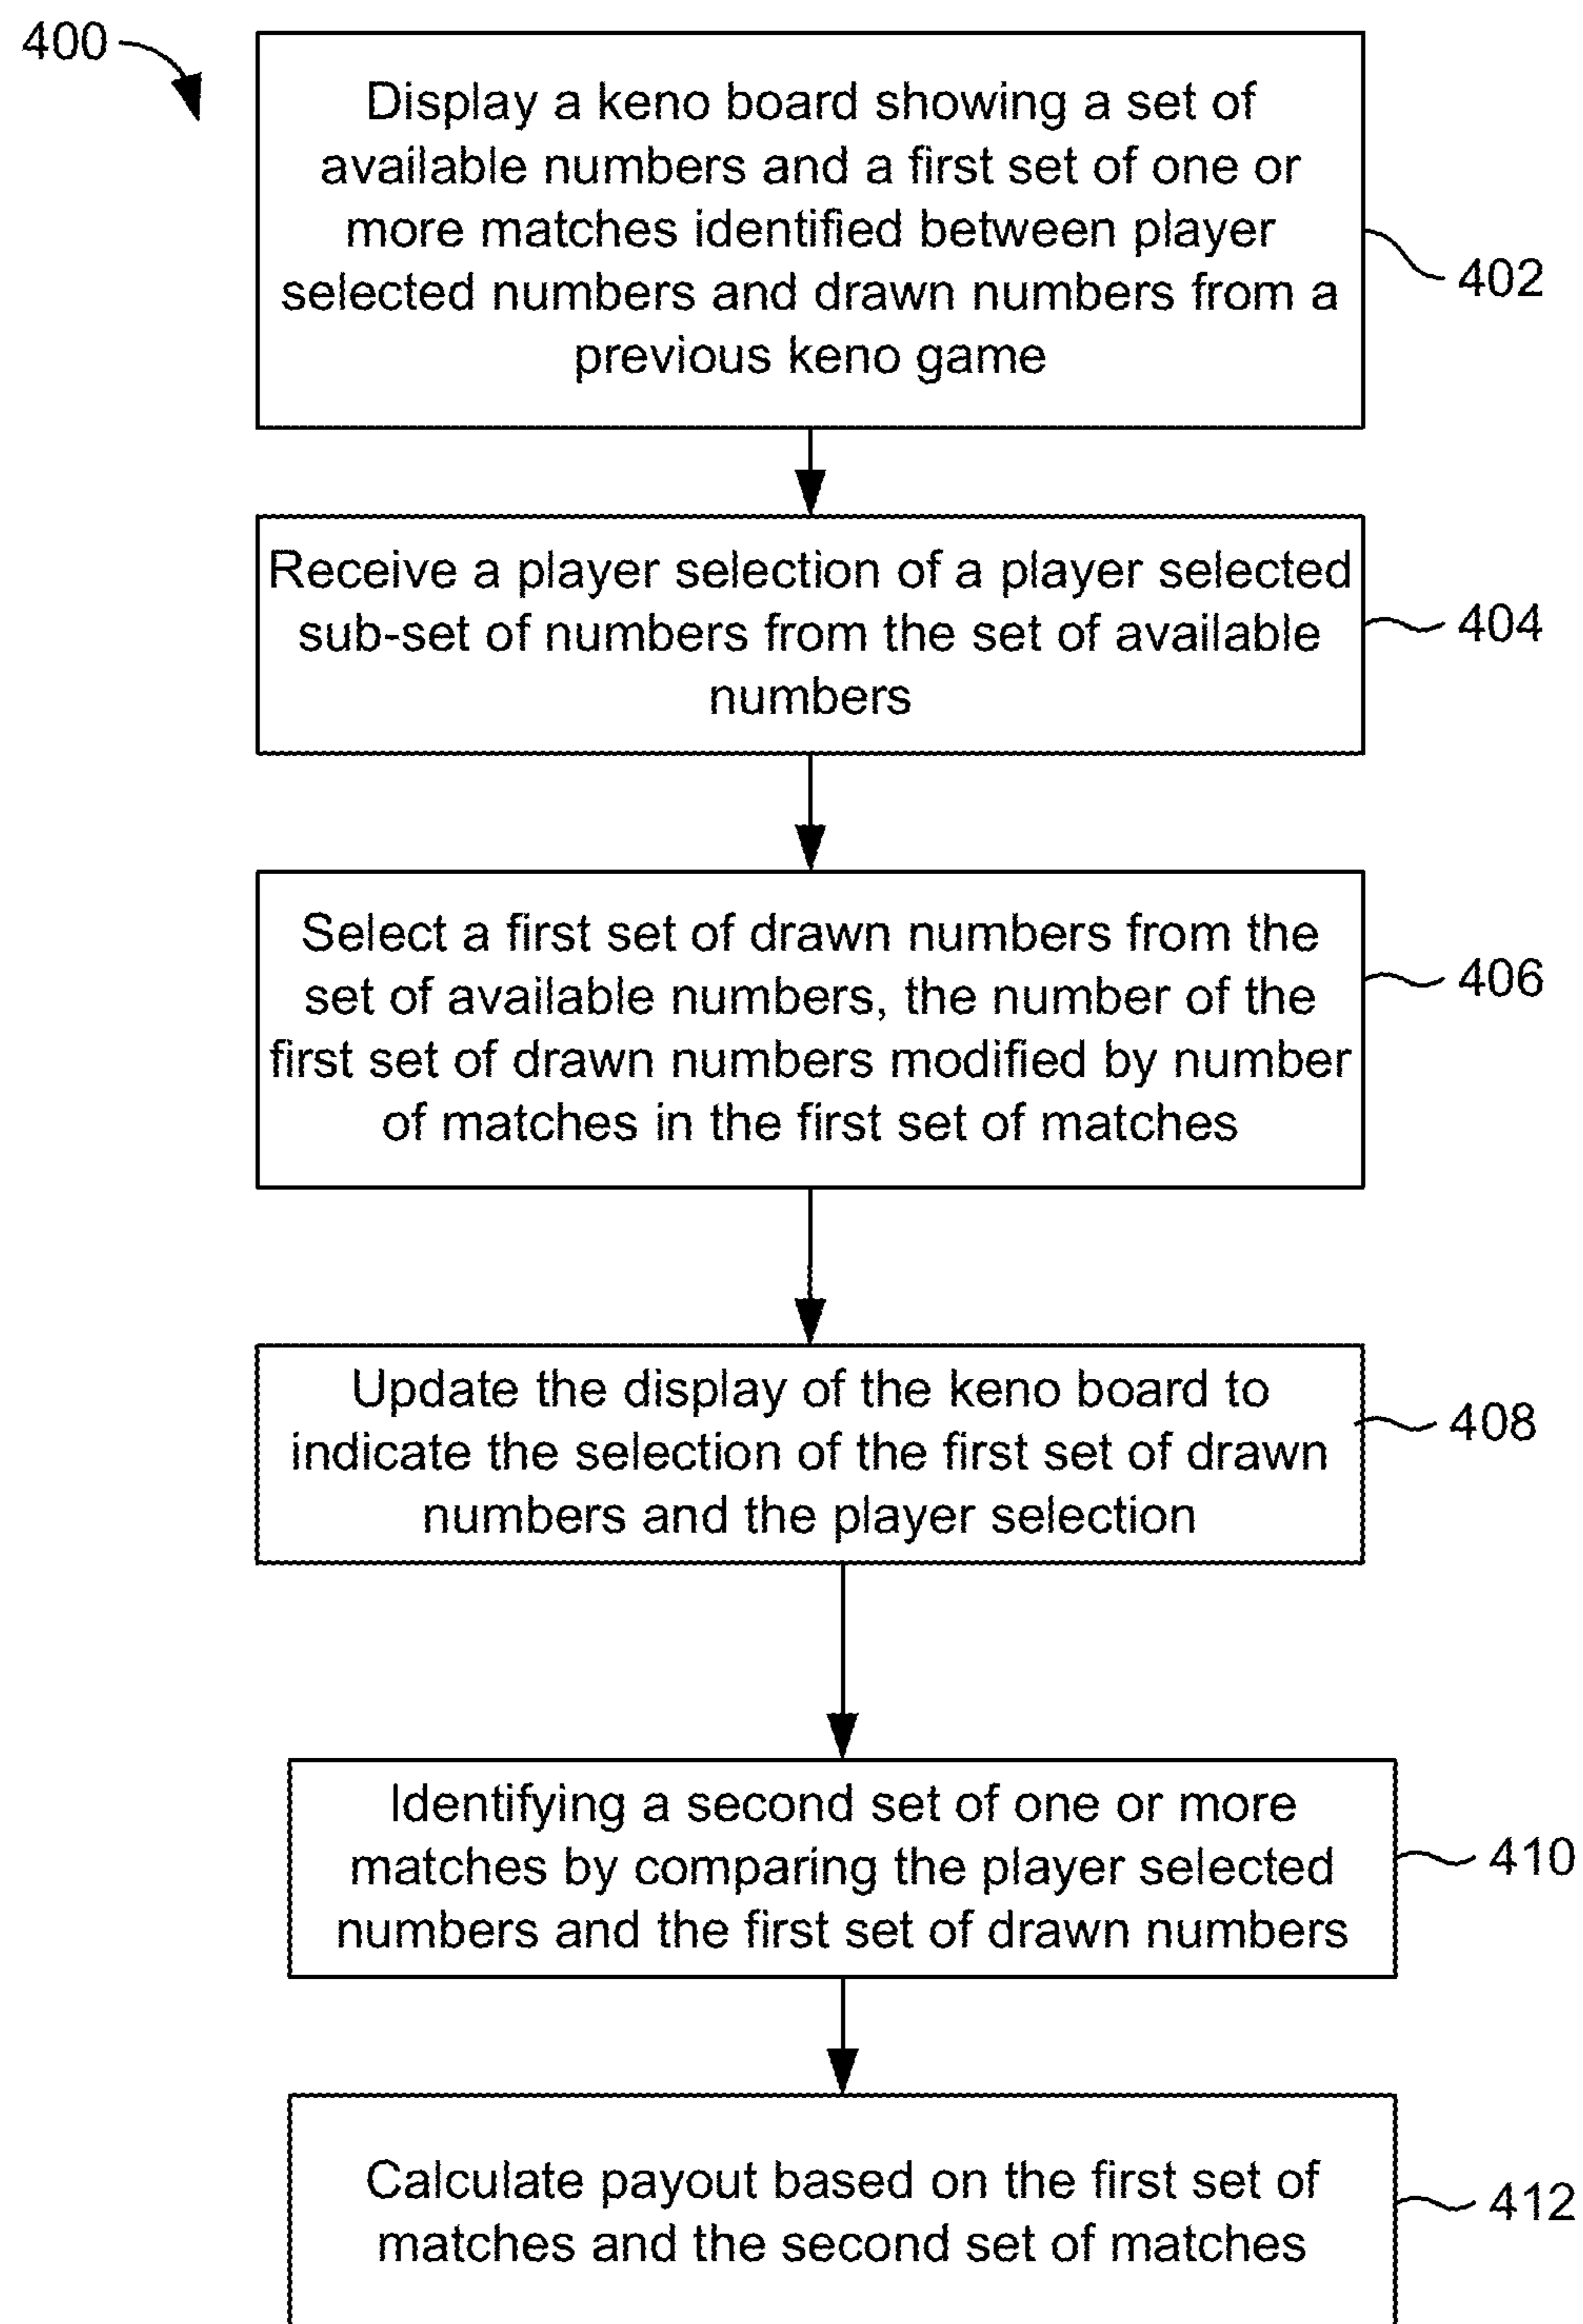 400
Display a keno board showing a set of
available numbers and a first set of one or
more matches identified between player
selected numbers and drawn numbers from a
previous keno game
402
Receive a player selection of a player selected
sub-set of numbers from the set of available
numbers
404
Select a first set of drawn numbers from the
set of available numbers, the number of the
first set of drawn numbers modified by number
of matches in the first set of matches
406
Update the display of the keno board to
indicate the selection of the first set of drawn
numbers and the player selection
408
Identifying a second set of one or more
matches by comparing the player selected
numbers and the first set of drawn numbers
410
Calculate payout based on the first set of
matches and the second set of matches
412